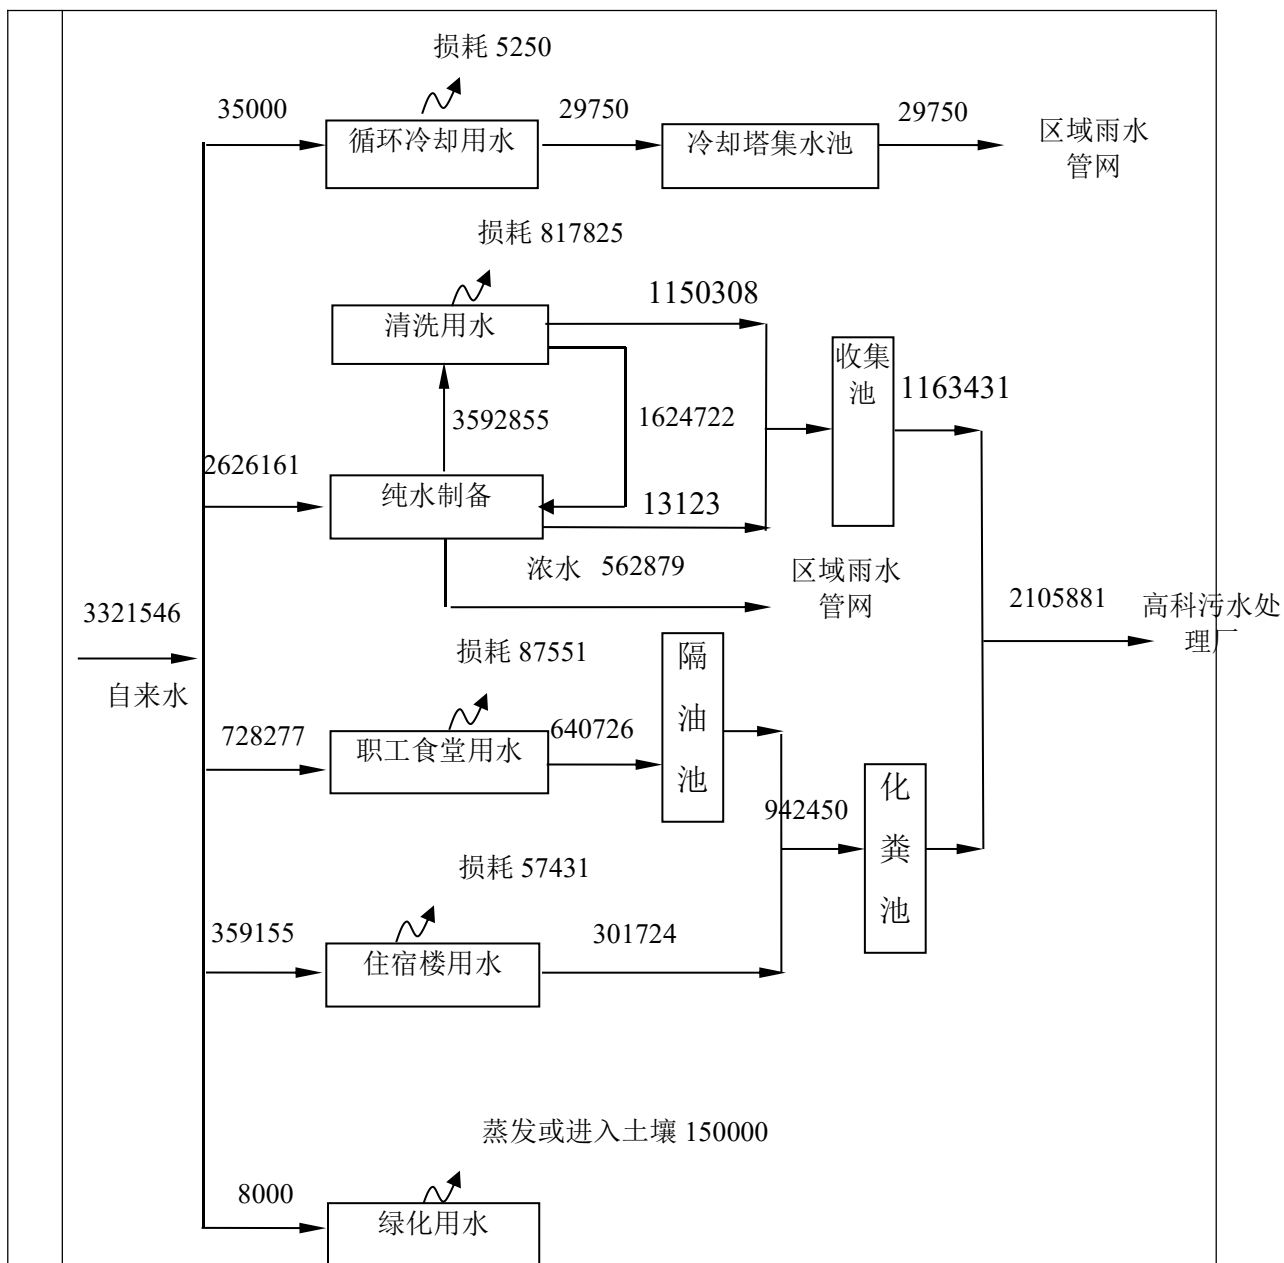 损耗 5250
35000
循环冷却用水
29750
冷却塔集水池
29750
区域雨水
管网
损耗 817825
清洗用水
1150308
收集
池
1163431
3592855
1624722
2626161
纯水制备
13123
浓水 562879
区域雨水
管网
3321546
自来水
2105881
高科污水处
理厂
损耗 87551
隔
油
池
728277
职工食堂用水
640726
942450
化
粪
池
损耗 57431
359155
住宿楼用水
301724
蒸发或进入土壤 150000
8000
绿化用水